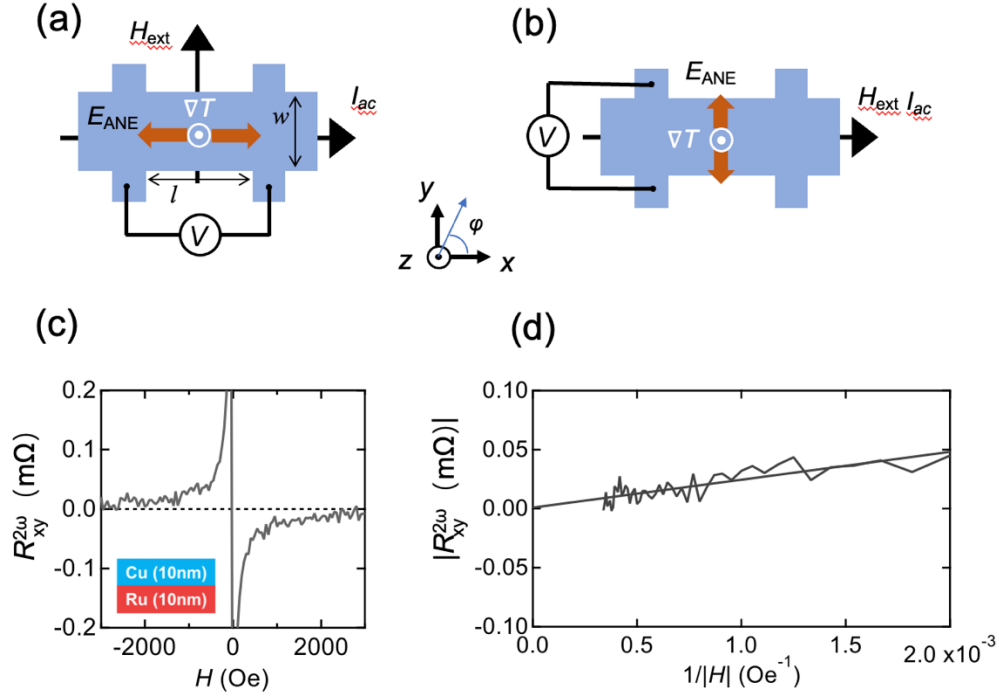 (a)
H_ext
I_ac
E_ANE
∇T
w
l
V
(b)
E_ANE
H_ext I_ac
∇T
V
y
φ
z
x
(c)
R_xy^2ω (mΩ)
0.2
0.1
0.0
-0.1
-0.2
Cu (10nm)
Ru (10nm)
-2000 0 2000
H (Oe)
(d)
|R_xy^2ω (mΩ)|
0.10
0.05
0.00
-0.05
-0.10
0.0 0.5 1.0 1.5 2.0 x10^-3
1/|H| (Oe^-1)